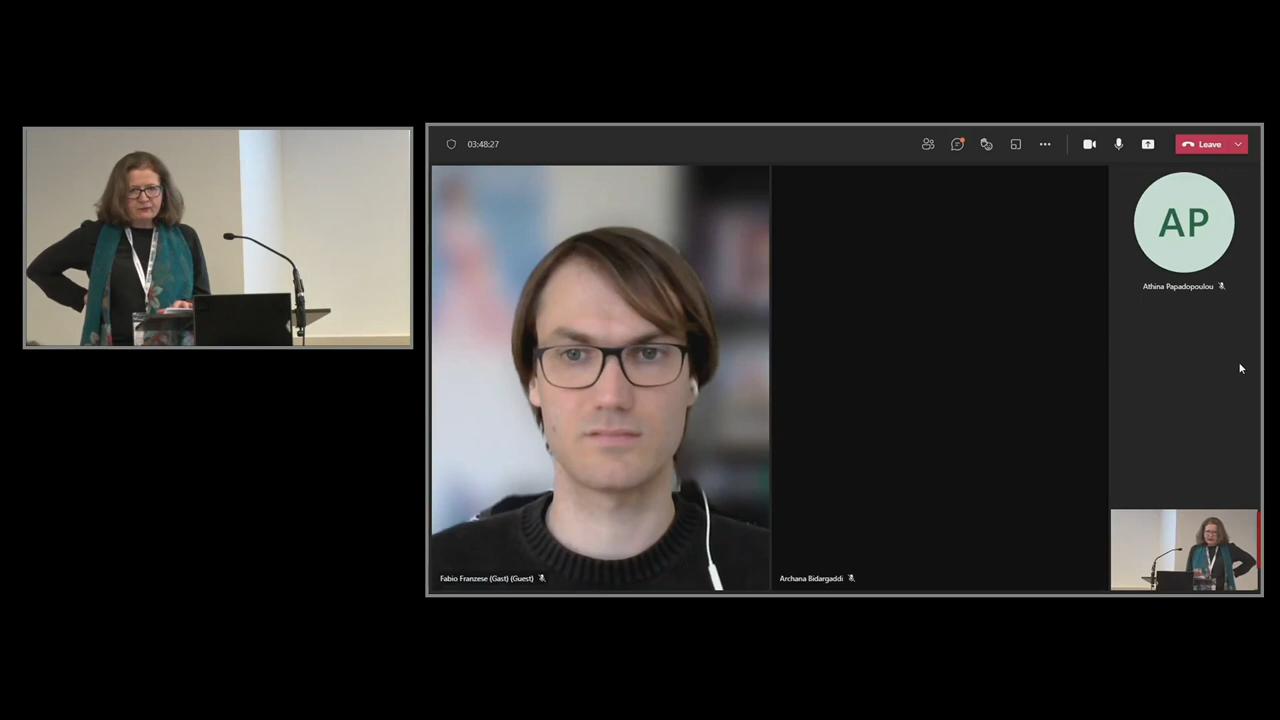 03:48:27
Leave
AP
Athina Papadopoulou
Fabio Franzese (Gast) (Guest)
Archana Bidargaddi